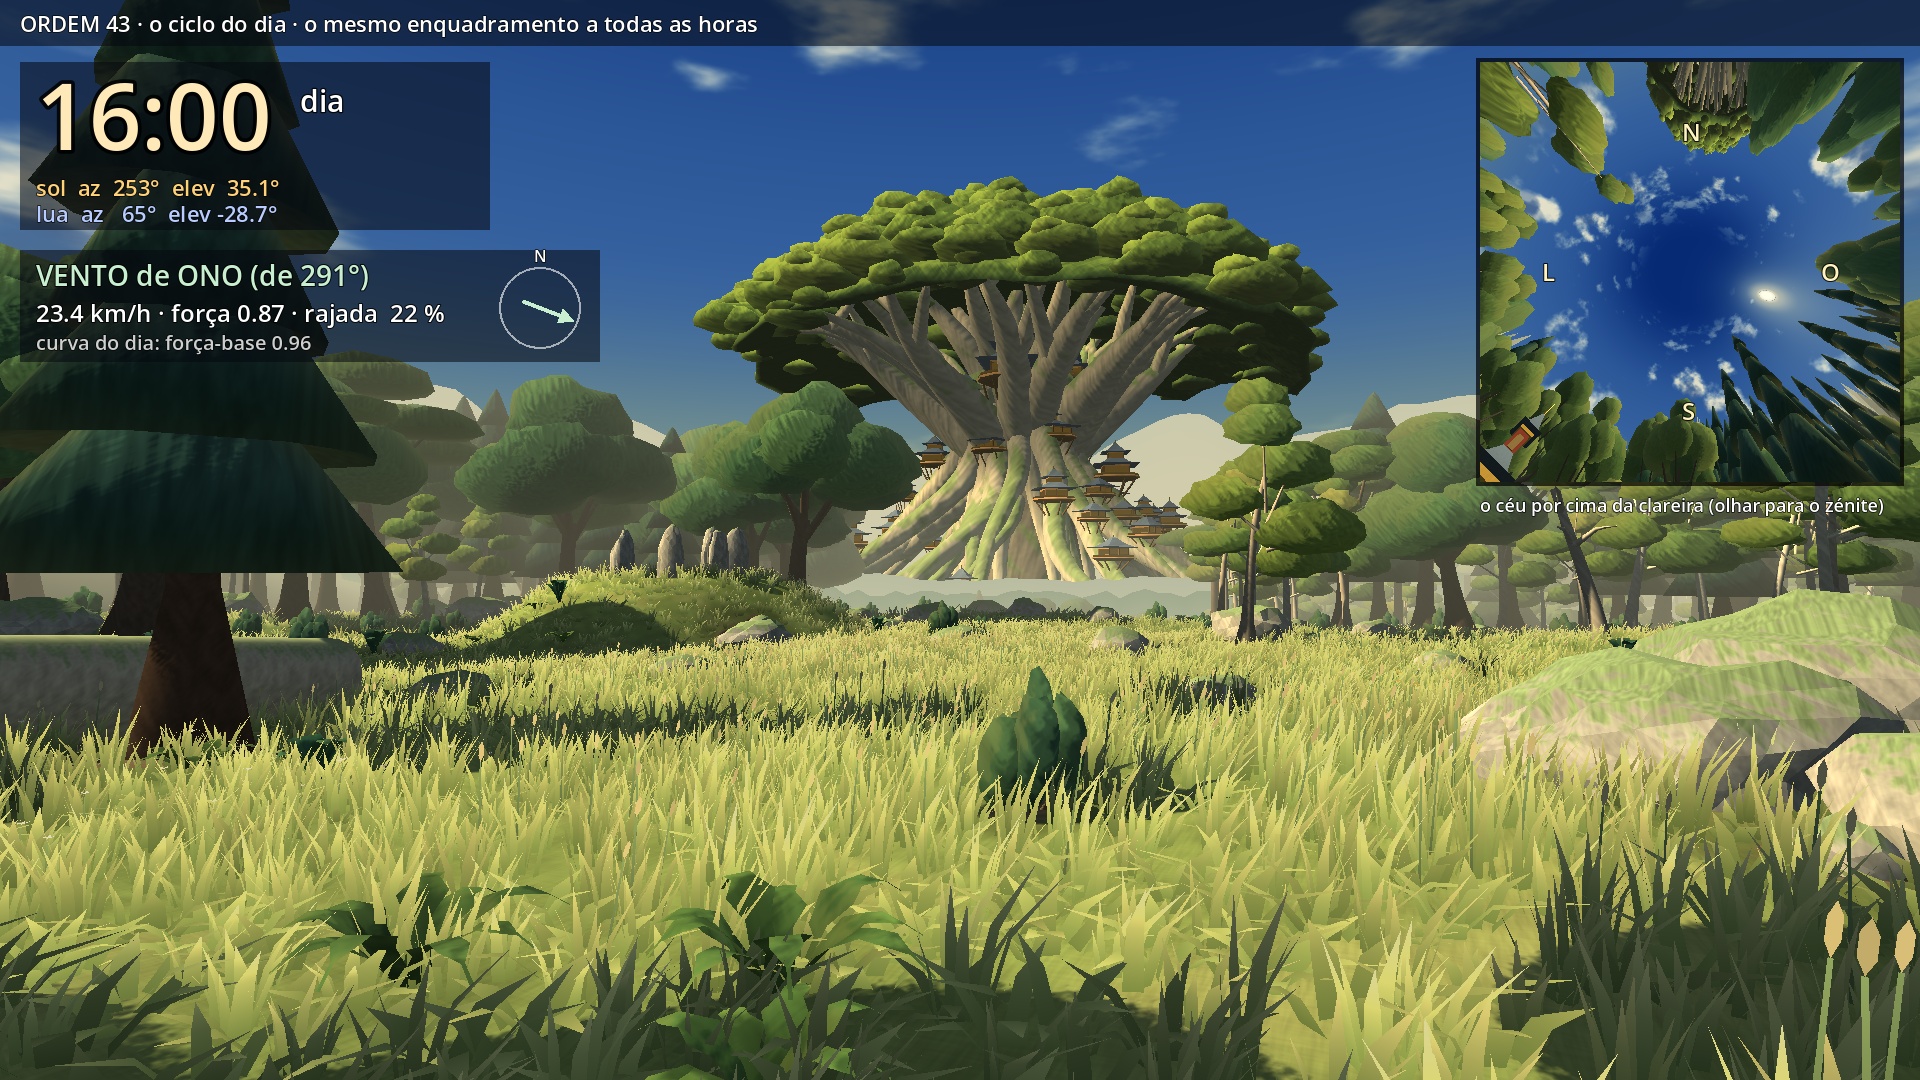 ORDEM 43 · o ciclo do dia · o mesmo enquadramento a todas as horas
16:00 dia
sol az 253° elev 35.1°
lua az 65° elev -28.7°
VENTO de ONO (de 291°)
23.4 km/h · força 0.87 · rajada 22 %
curva do dia: força-base 0.96
N
N
L
O
S
o céu por cima da clareira (olhar para o zénite)